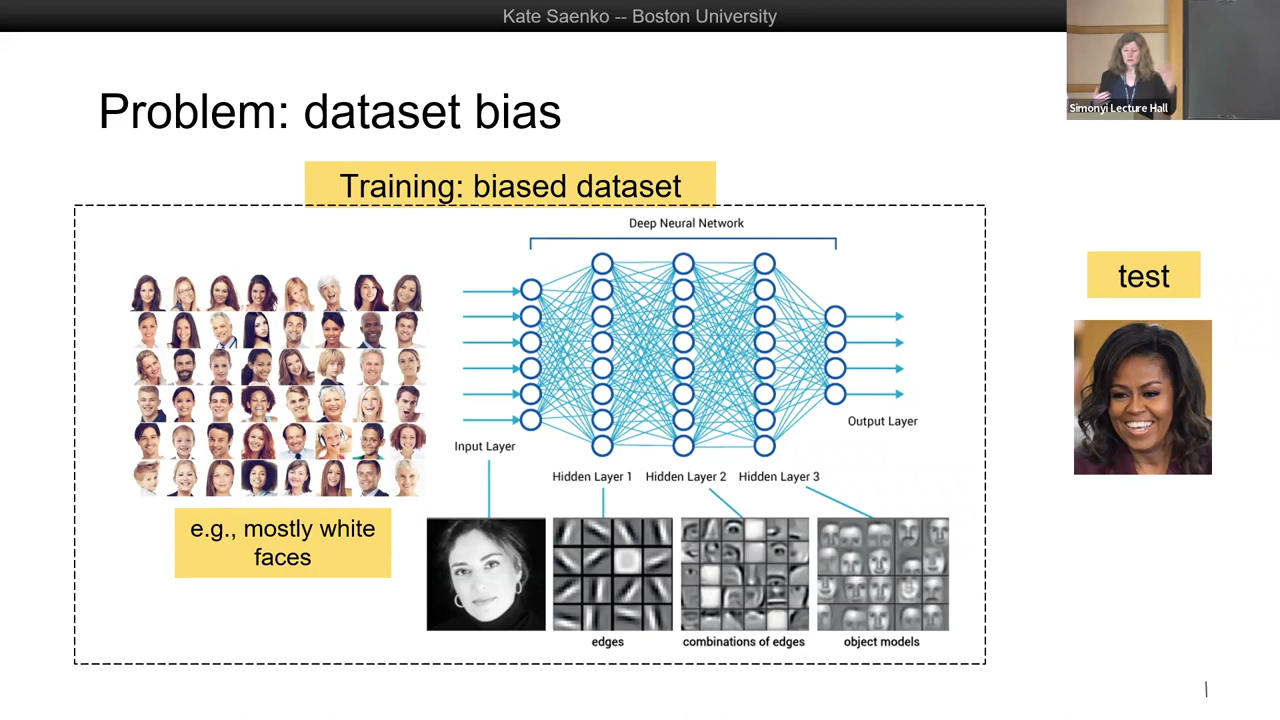 Kate Saenko -- Boston University
Simonyi Lecture Hall
Problem: dataset bias
Training: biased dataset
Deep Neural Network
test
Input Layer
Output Layer
Hidden Layer 1
Hidden Layer 2
Hidden Layer 3
e.g., mostly white
faces
edges
combinations of edges
object models